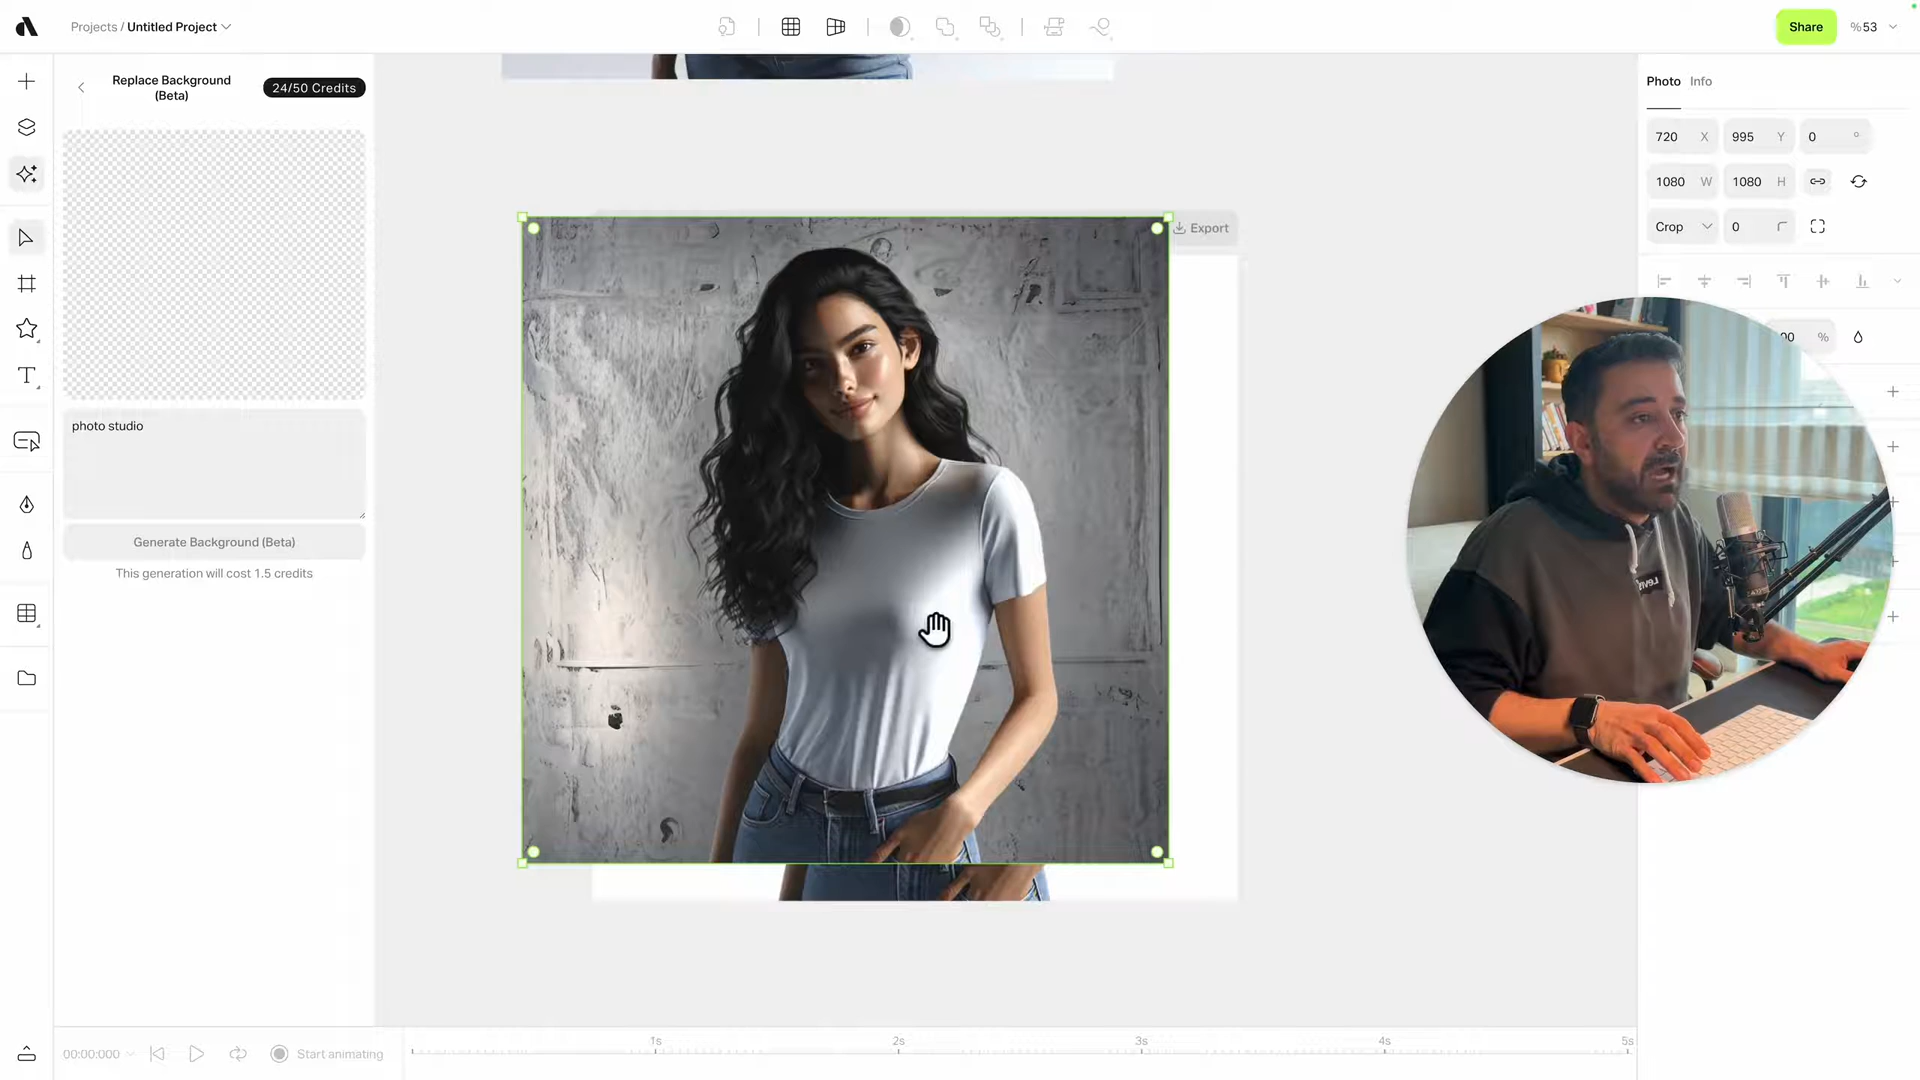 Projects / Untitled Project
Share
%53
Replace Background
(Beta)
24/50 Credits
photo studio
Generate Background (Beta)
This generation will cost 1.5 credits
Export
Photo
Info
720 X
995 Y
0 °
1080 W
1080 H
Crop
0
00 %
T
00:00:000
Start animating
1s
2s
3s
4s
5s